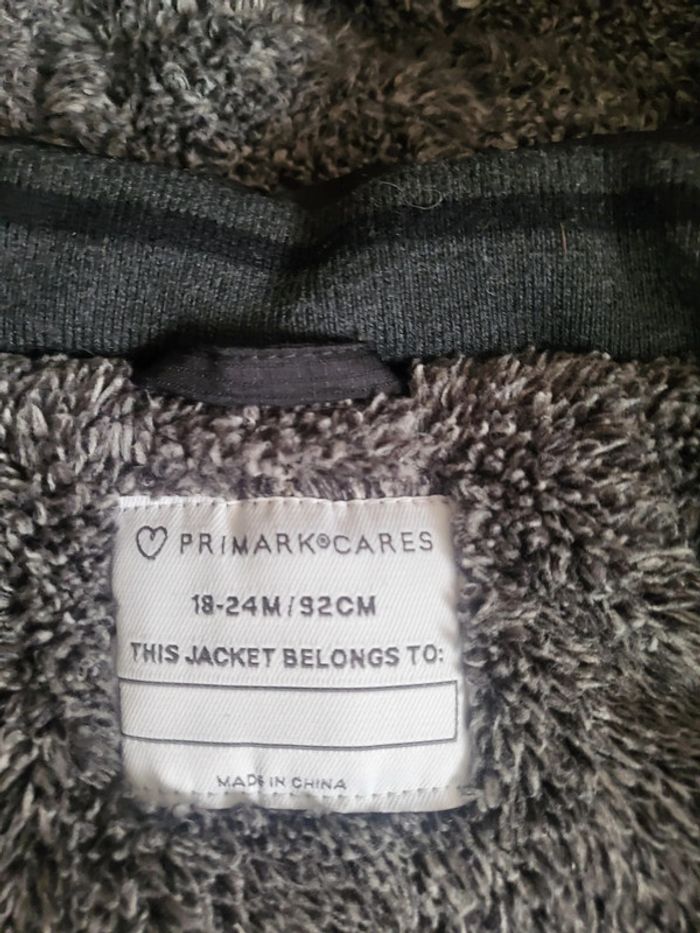 PRIMARK®CARES
18-24M/92CM
THIS JACKET BELONGS TO:
MADE IN CHINA